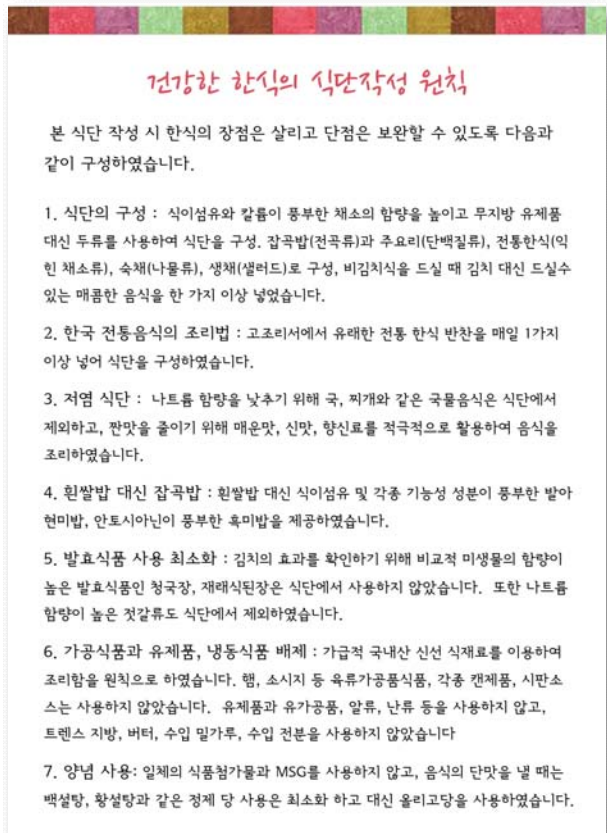 건강한 한식의 식단작성 원칙
본 식단 작성 시 한식의 장점은 살리고 단점은 보완할 수 있도록 다음과
같이 구성하였습니다.
1. 식단의 구성 : 식이섬유와 칼륨이 풍부한 채소의 함량을 높이고 무지방 유제품
대신 두류를 사용하여 식단을 구성. 잡곡밥(전곡류)과 주요리(단백질류), 전통한식(익
힌 채소류), 숙채(나물류), 생채(샐러드)로 구성, 비김치식을 드실 때 김치 대신 드실수
있는 매콤한 음식을 한 가지 이상 넣었습니다.
2. 한국 전통음식의 조리법 : 고조리서에서 유래한 전통 한식 반찬을 매일 1가지
이상 넣어 식단을 구성하였습니다.
3. 저염 식단 : 나트륨 함량을 낮추기 위해 국, 찌개와 같은 국물음식은 식단에서
제외하고, 짠맛을 줄이기 위해 매운맛, 신맛, 향신료를 적극적으로 활용하여 음식을
조리하였습니다.
4. 흰쌀밥 대신 잡곡밥 : 흰쌀밥 대신 식이섬유 및 각종 기능성 성분이 풍부한 발아
현미밥, 안토시아닌이 풍부한 흑미밥을 제공하였습니다.
5. 발효식품 사용 최소화 : 김치의 효과를 확인하기 위해 비교적 미생물의 함량이
높은 발효식품인 청국장, 재래식된장은 식단에서 사용하지 않았습니다. 또한 나트륨
함량이 높은 젓갈류도 식단에서 제외하였습니다.
6. 가공식품과 유제품, 냉동식품 배제 : 가급적 국내산 신선 식재료를 이용하여
조리함을 원칙으로 하였습니다. 햄, 소시지 등 육류가공품식품, 각종 캔제품, 시판소
스는 사용하지 않았습니다. 유제품과 유가공품, 알류, 난류 등을 사용하지 않고,
트렌스 지방, 버터, 수입 밀가루, 수입 전분을 사용하지 않았습니다
7. 양념 사용: 일체의 식품첨가물과 MSG를 사용하지 않고, 음식의 단맛을 낼 때는
백설탕, 황설탕과 같은 정제 당 사용은 최소화 하고 대신 올리고당을 사용하였습니다.